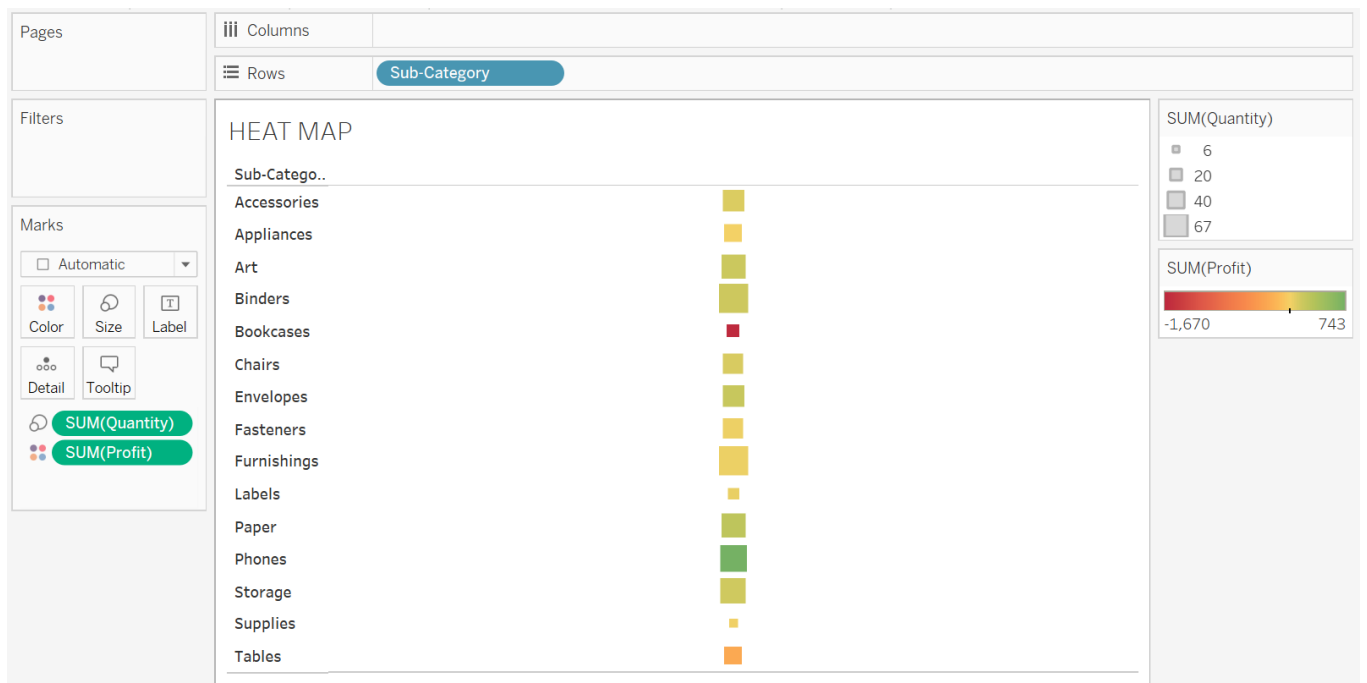 Pages
Columns
Rows
Sub-Category
Filters
Marks
Automatic
Color
Size
Label
Detail
Tooltip
SUM(Quantity)
SUM(Profit)
HEAT MAP
Sub-Catego..
Accessories
Appliances
Art
Binders
Bookcases
Chairs
Envelopes
Fasteners
Furnishings
Labels
Paper
Phones
Storage
Supplies
Tables
SUM(Quantity)
6
20
40
67
SUM(Profit)
-1,670 743